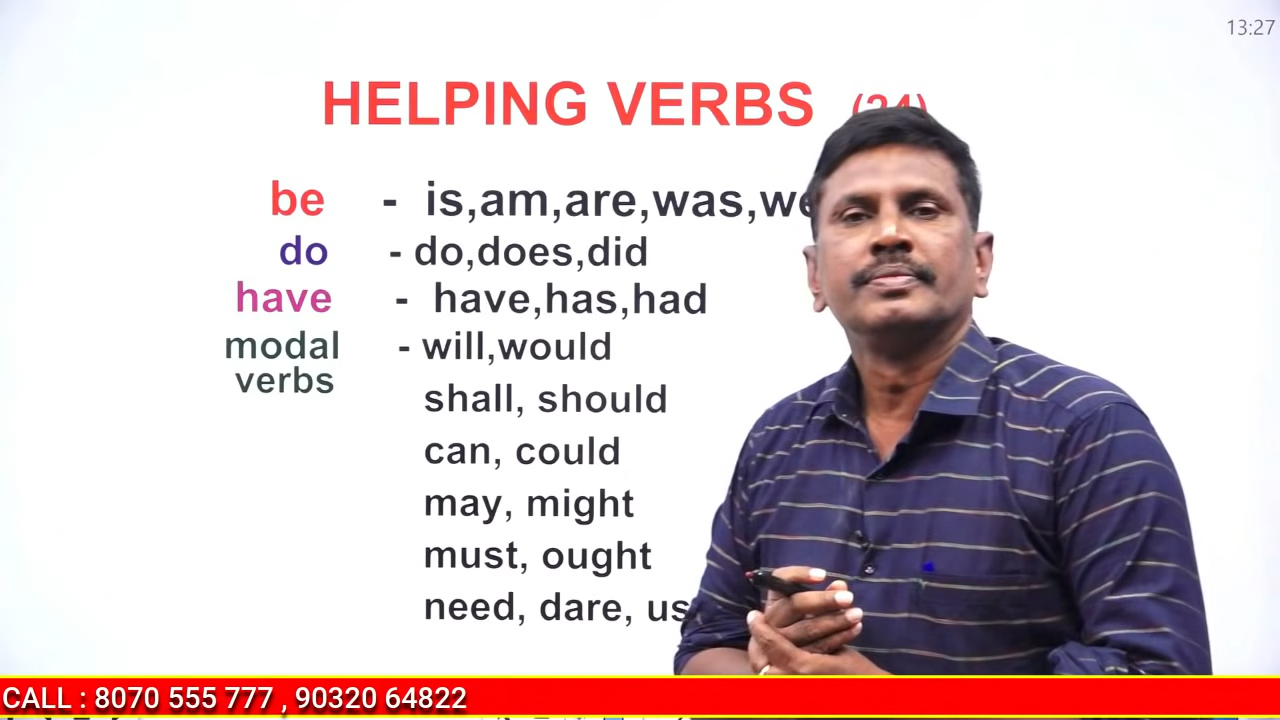 13:27
HELPING VERBS (24)
be - is,am,are,was,
do - do,does,did
have - have,has,had
modal - will,would
verbs
shall, should
can, could
may, might
must, ought
need, dare,
CALL : 8070 555 777 , 90320 64822